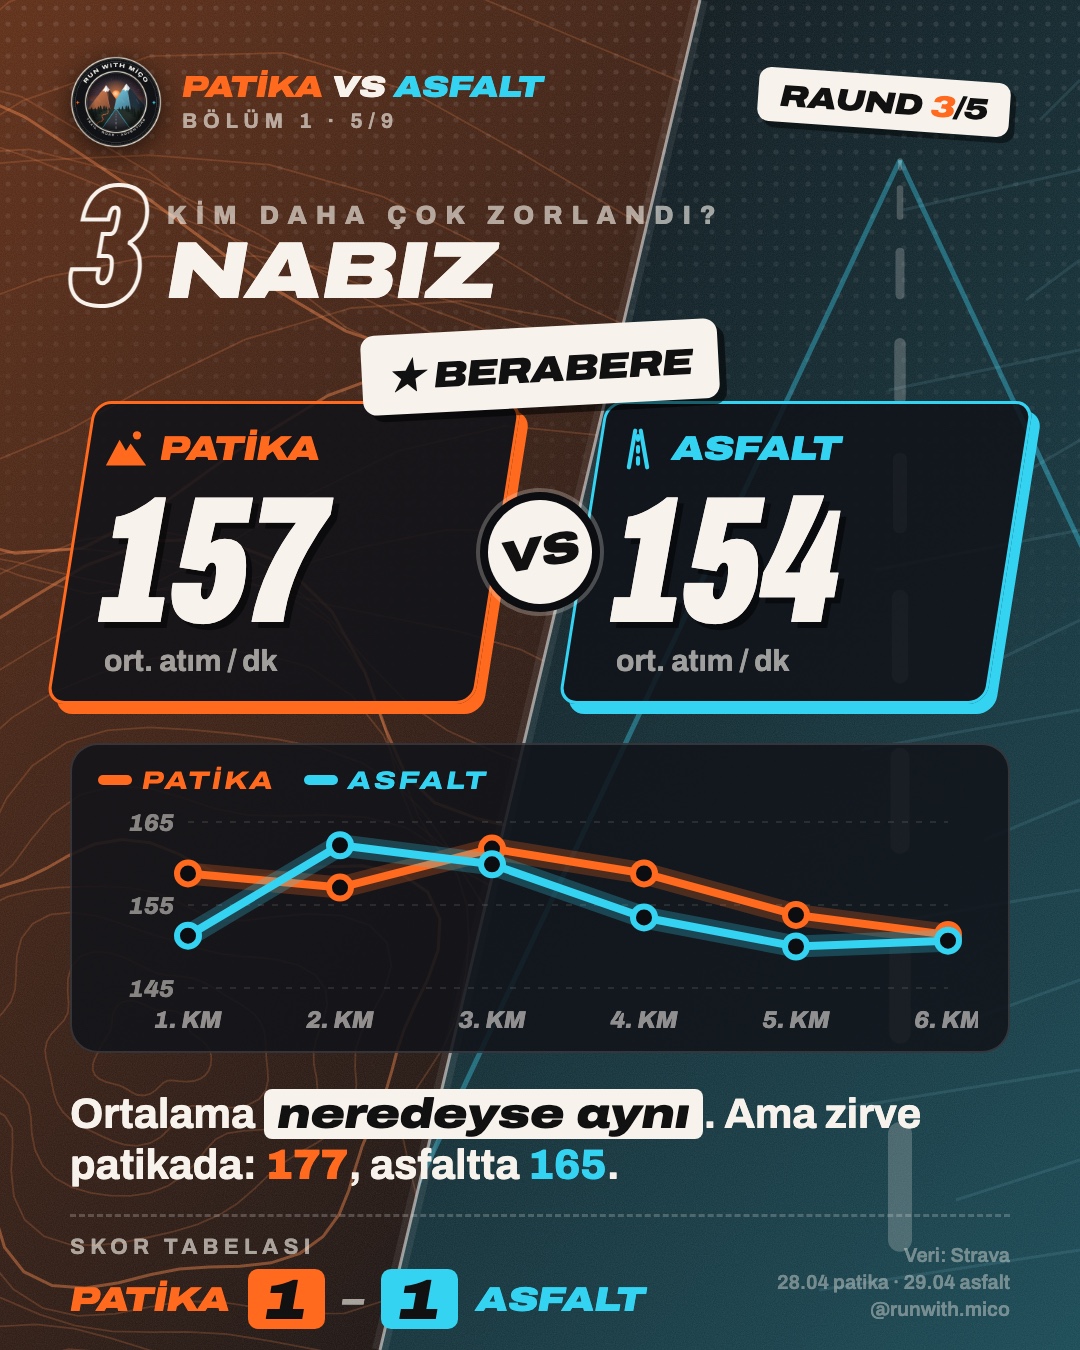 RUN WITH MIÇO
PATİKA VS ASFALT
BÖLÜM 1 · 5/9
RAUND 3/5
3
KİM DAHA ÇOK ZORLANDI?
NABIZ
★ BERABERE
PATİKA
157
ort. atım / dk
VS
ASFALT
154
ort. atım / dk
PATİKA ASFALT
165
155
145
1. KM 2. KM 3. KM 4. KM 5. KM 6. KM
Ortalama neredeyse aynı. Ama zirve
patikada: 177, asfaltta 165.
SKOR TABELASI
PATİKA 1 – 1 ASFALT
Veri: Strava
28.04 patika · 29.04 asfalt
@runwith.mico